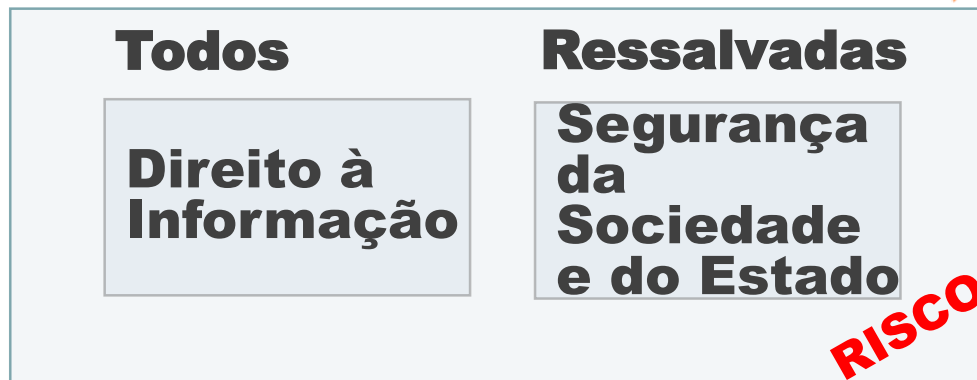 Todos
Direito à
Informação
Ressalvadas
Segurança
da
Sociedade
e do Estado
RISCO